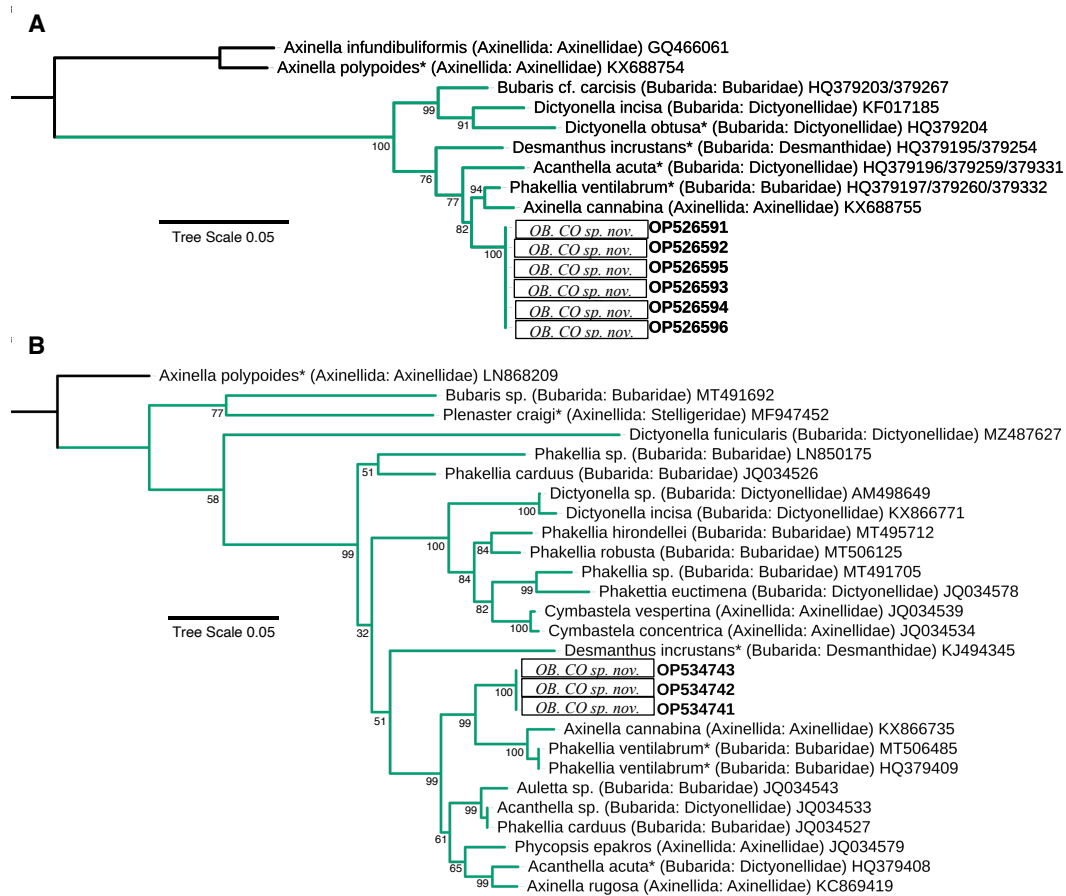 A
Axinella infundibuliformis (Axinellida: Axinellidae) GQ466061
Axinella polypoides* (Axinellida: Axinellidae) KX688754
Bubaris cf. carcisis (Bubarida: Bubaridae) HQ379203/379267
99
Dictyonella incisa (Bubarida: Dictyonellidae) KF017185
91
Dictyonella obtusa* (Bubarida: Dictyonellidae) HQ379204
100
Desmanthus incrustans* (Bubarida: Desmanthidae) HQ379195/379254
76
Acanthella acuta* (Bubarida: Dictyonellidae) HQ379196/379259/379331
94
Phakellia ventilabrum* (Bubarida: Bubaridae) HQ379197/379260/379332
77
Axinella cannabina (Axinellida: Axinellidae) KX688755
82
OB. CO sp. nov. OP526591
100
OB. CO sp. nov. OP526592
OB. CO sp. nov. OP526595
OB. CO sp. nov. OP526593
OB. CO sp. nov. OP526594
OB. CO sp. nov. OP526596
Tree Scale 0.05
B
Axinella polypoides* (Axinellida: Axinellidae) LN868209
77
Bubaris sp. (Bubarida: Bubaridae) MT491692
Plenaster craigi* (Axinellida: Stelligeridae) MF947452
Dictyonella funicularis (Bubarida: Dictyonellidae) MZ487627
58
Phakellia sp. (Bubarida: Bubaridae) LN850175
51
Phakellia carduus (Bubarida: Bubaridae) JQ034526
Dictyonella sp. (Bubarida: Dictyonellidae) AM498649
100
Dictyonella incisa (Bubarida: Dictyonellidae) KX866771
99
100
Phakellia hirondellei (Bubarida: Bubaridae) MT495712
84
Phakellia robusta (Bubarida: Bubaridae) MT506125
84
Phakellia sp. (Bubarida: Bubaridae) MT491705
99
Phakettia euctimena (Bubarida: Dictyonellidae) JQ034578
82
Cymbastela vespertina (Axinellida: Axinellidae) JQ034539
100
Cymbastela concentrica (Axinellida: Axinellidae) JQ034534
Tree Scale 0.05
32
Desmanthus incrustans* (Bubarida: Desmanthidae) KJ494345
OB. CO sp. nov. OP534743
100
OB. CO sp. nov. OP534742
OB. CO sp. nov. OP534741
51
99
Axinella cannabina (Axinellida: Axinellidae) KX866735
100
Phakellia ventilabrum* (Bubarida: Bubaridae) MT506485
Phakellia ventilabrum* (Bubarida: Bubaridae) HQ379409
99
Auletta sp. (Bubarida: Bubaridae) JQ034543
99
Acanthella sp. (Bubarida: Dictyonellidae) JQ034533
Phakellia carduus (Bubarida: Bubaridae) JQ034527
61
Phycopsis epakros (Axinellida: Axinellidae) JQ034579
65
Acanthella acuta* (Bubarida: Dictyonellidae) HQ379408
99
Axinella rugosa (Axinellida: Axinellidae) KC869419